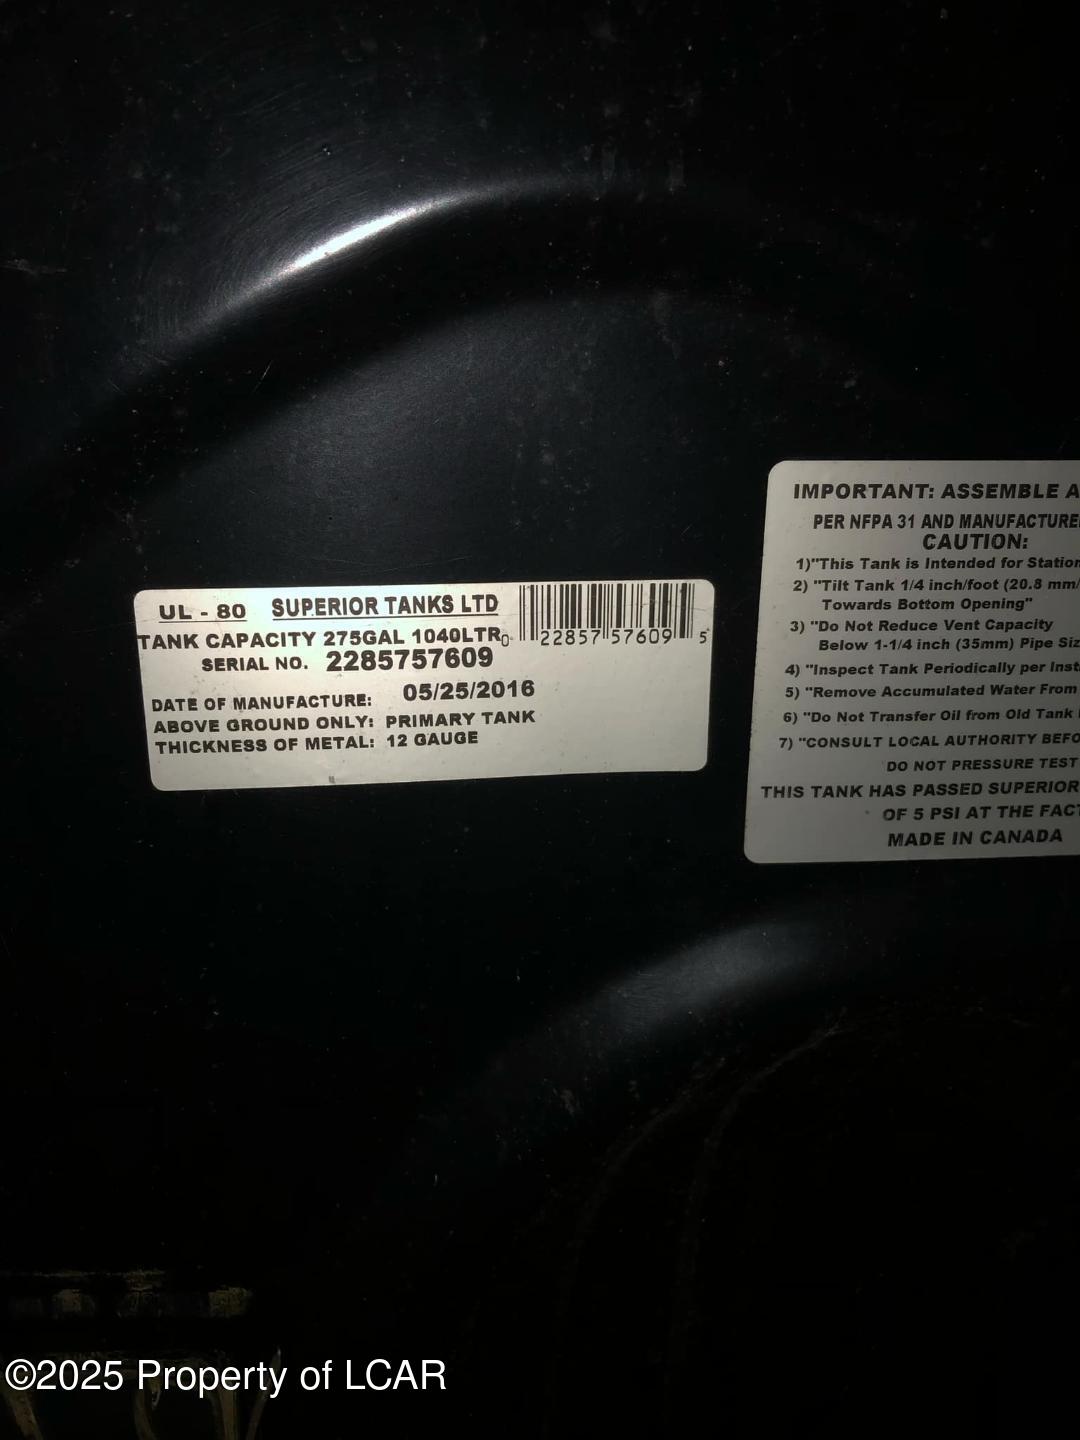 UL - 80 SUPERIOR TANKS LTD
TANK CAPACITY 275GAL 1040LTR
0 22857 57609 5
SERIAL NO. 2285757609
DATE OF MANUFACTURE: 05/25/2016
ABOVE GROUND ONLY: PRIMARY TANK
THICKNESS OF METAL: 12 GAUGE
IMPORTANT: ASSEMBLE A
PER NFPA 31 AND MANUFACTURE
CAUTION:
1)"This Tank is Intended for Station
2) "Tilt Tank 1/4 inch/foot (20.8 mm/
Towards Bottom Opening"
3) "Do Not Reduce Vent Capacity
Below 1-1/4 inch (35mm) Pipe Siz
4) "Inspect Tank Periodically per Inst
5) "Remove Accumulated Water From
6) "Do Not Transfer Oil from Old Tank
7) "CONSULT LOCAL AUTHORITY BEFO
DO NOT PRESSURE TEST
THIS TANK HAS PASSED SUPERIOR
OF 5 PSI AT THE FACT
MADE IN CANADA
©2025 Property of LCAR